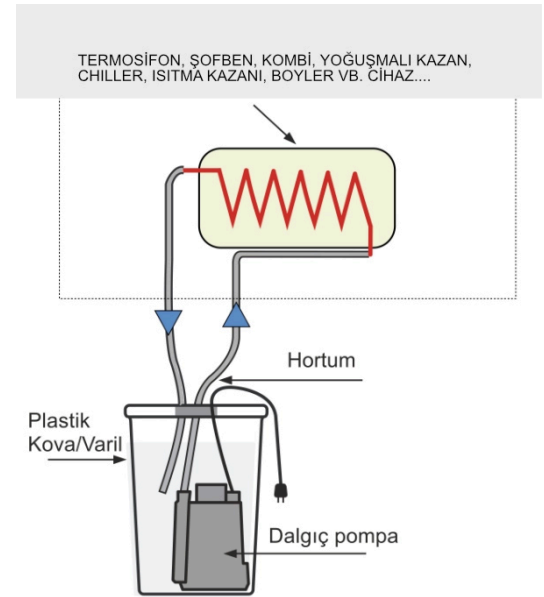 TERMOSİFON, ŞOFBEN, KOMBİ, YOĞUŞMALI KAZAN,
CHILLER, ISITMA KAZANI, BOYLER VB. CİHAZ....
Hortum
Plastik
Kova/Varil
Dalgıç pompa